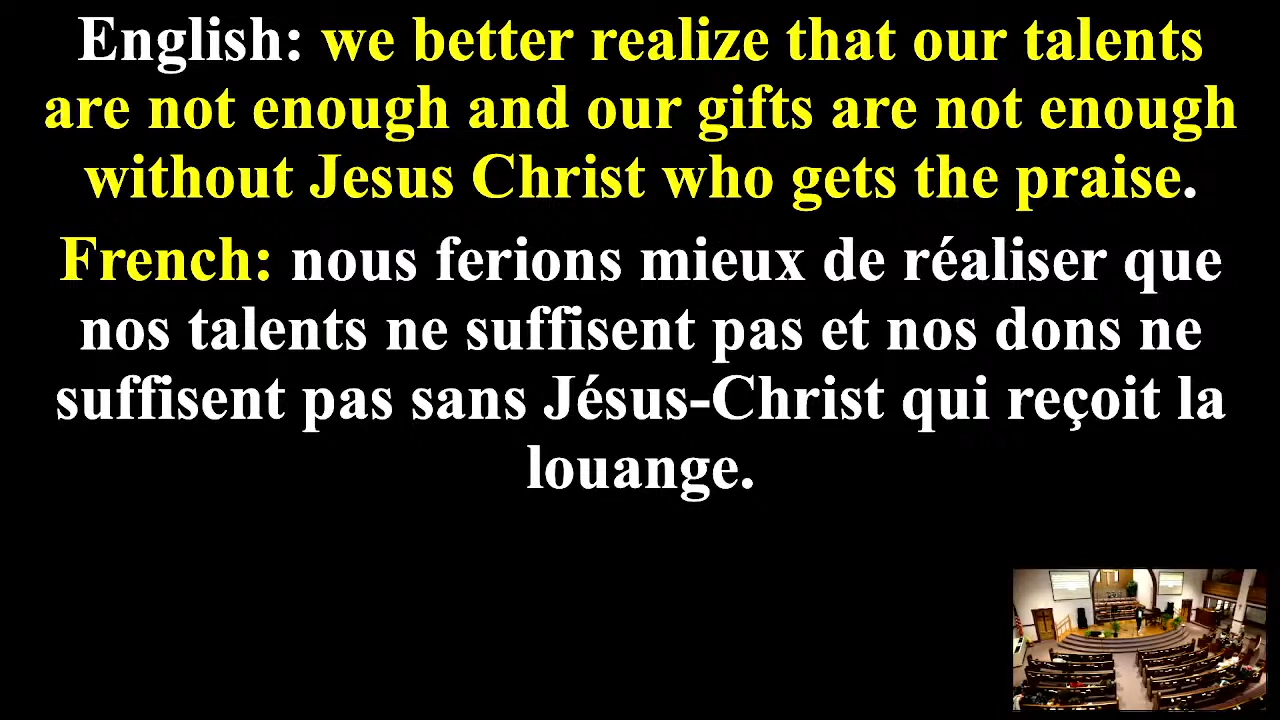 English: we better realize that our talents
are not enough and our gifts are not enough
without Jesus Christ who gets the praise.
French: nous ferions mieux de réaliser que
nos talents ne suffisent pas et nos dons ne
suffisent pas sans Jésus-Christ qui reçoit la
louange.